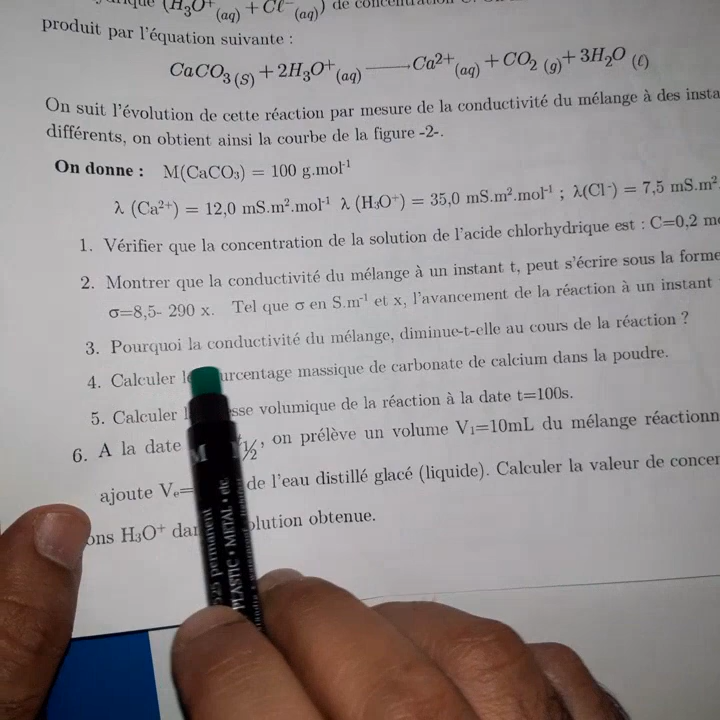 (H₃O⁺(aq) + Cℓ⁻(aq)) de
produit par l'équation suivante :
CaCO₃(S) + 2H₃O⁺(aq) ⟶ Ca²⁺(aq) + CO₂ (g) + 3H₂O (ℓ)
On suit l'évolution de cette réaction par mesure de la conductivité du mélange à des insta
différents, on obtient ainsi la courbe de la figure -2-.
On donne : M(CaCO₃) = 100 g.mol⁻¹
λ (Ca²⁺) = 12,0 mS.m².mol⁻¹ λ (H₃O⁺) = 35,0 mS.m².mol⁻¹ ; λ(Cl⁻) = 7,5 mS.m².
1. Vérifier que la concentration de la solution de l'acide chlorhydrique est : C=0,2 m
2. Montrer que la conductivité du mélange à un instant t, peut s'écrire sous la forme
σ=8,5- 290 x. Tel que σ en S.m⁻¹ et x, l'avancement de la réaction à un instant
3. Pourquoi la conductivité du mélange, diminue-t-elle au cours de la réaction ?
4. Calculer urcentage massique de carbonate de calcium dans la poudre.
5. Calculer sse volumique de la réaction à la date t=100s.
6. A la date ½, on prélève un volume V₁=10mL du mélange réactionn
ajoute Vₑ= de l'eau distillé glacé (liquide). Calculer la valeur de concen
ons H₃O⁺ dan olution obtenue.
525 permanent
PLASTIC • METAL • etc.
M